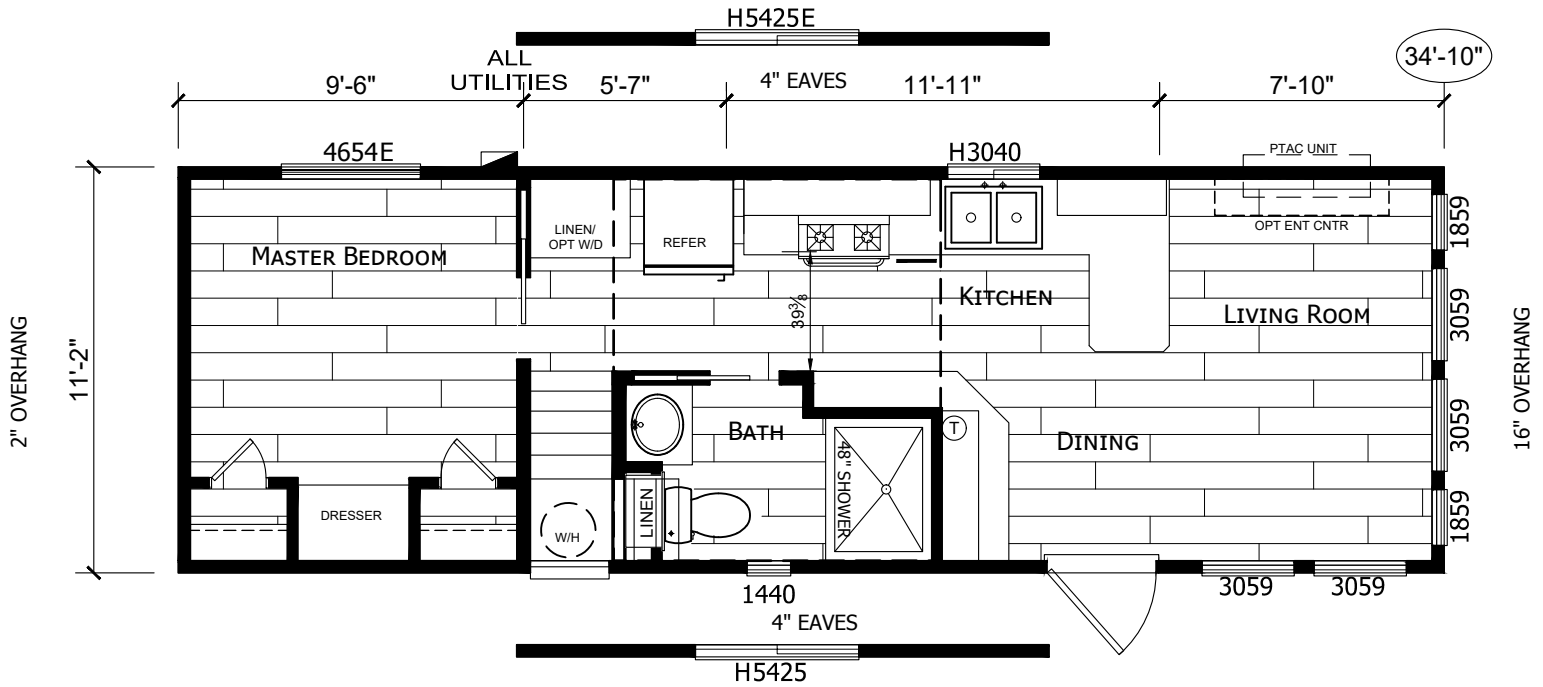 H5425E
34'-10"
ALL
UTILITIES
9'-6"
5'-7"
4" EAVES
11'-11"
7'-10"
4654E
H3040
PTAC UNIT
OPT ENT CNTR
LINEN/
OPT W/D
REFER
MASTER BEDROOM
KITCHEN
LIVING ROOM
39⅜
1859
3059
3059
1859
2" OVERHANG
11'-2"
16" OVERHANG
BATH
DINING
T
48" SHOWER
LINEN
DRESSER
W/H
1440
3059
3059
4" EAVES
H5425